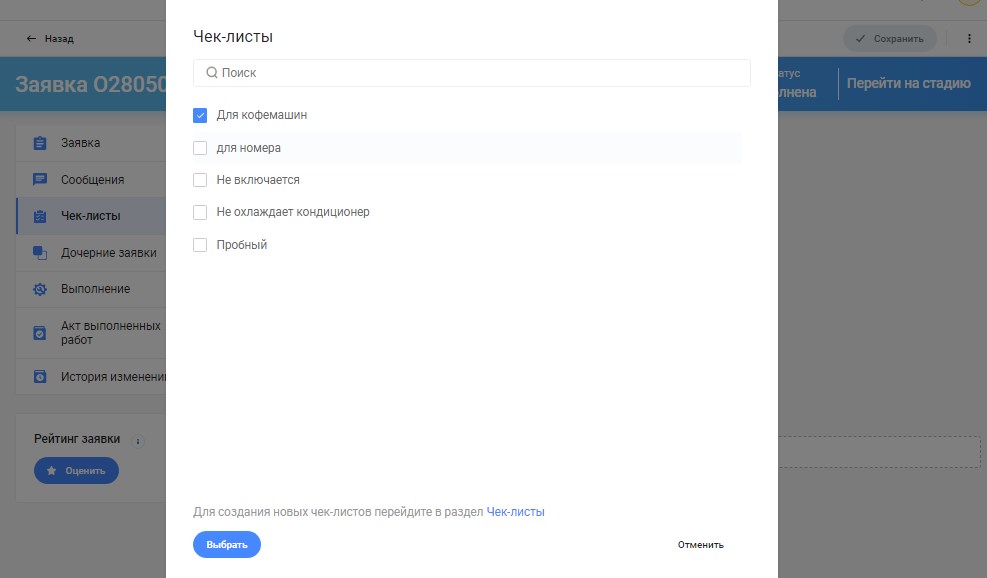 Чек-листы
Назад
Сохранить
Поиск
Заявка О28050
атус
лнена
Перейти на стадию
Для кофемашин
для номера
Не включается
Не охлаждает кондиционер
Пробный
Заявка
Сообщения
Чек-листы
Дочерние заявки
Выполнение
Акт выполненных
работ
История изменени
Рейтинг заявки
Оценить
Для создания новых чек-листов перейдите в раздел Чек-листы
Выбрать
Отменить